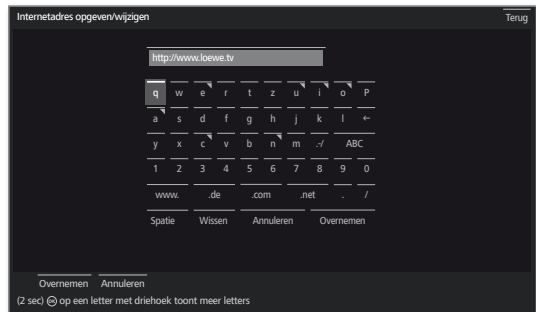 Internetadres opgeven/wijzigen Terug
http://www.loewe.tv
q w e r t z u i o P
a s d f g h j k l ←
y x c v b n m .-/ ABC
1 2 3 4 5 6 7 8 9 0
www. .de .com .net . /
Spatie Wissen Annuleren Overnemen
Overnemen Annuleren
(2 sec) OK op een letter met driehoek toont meer letters